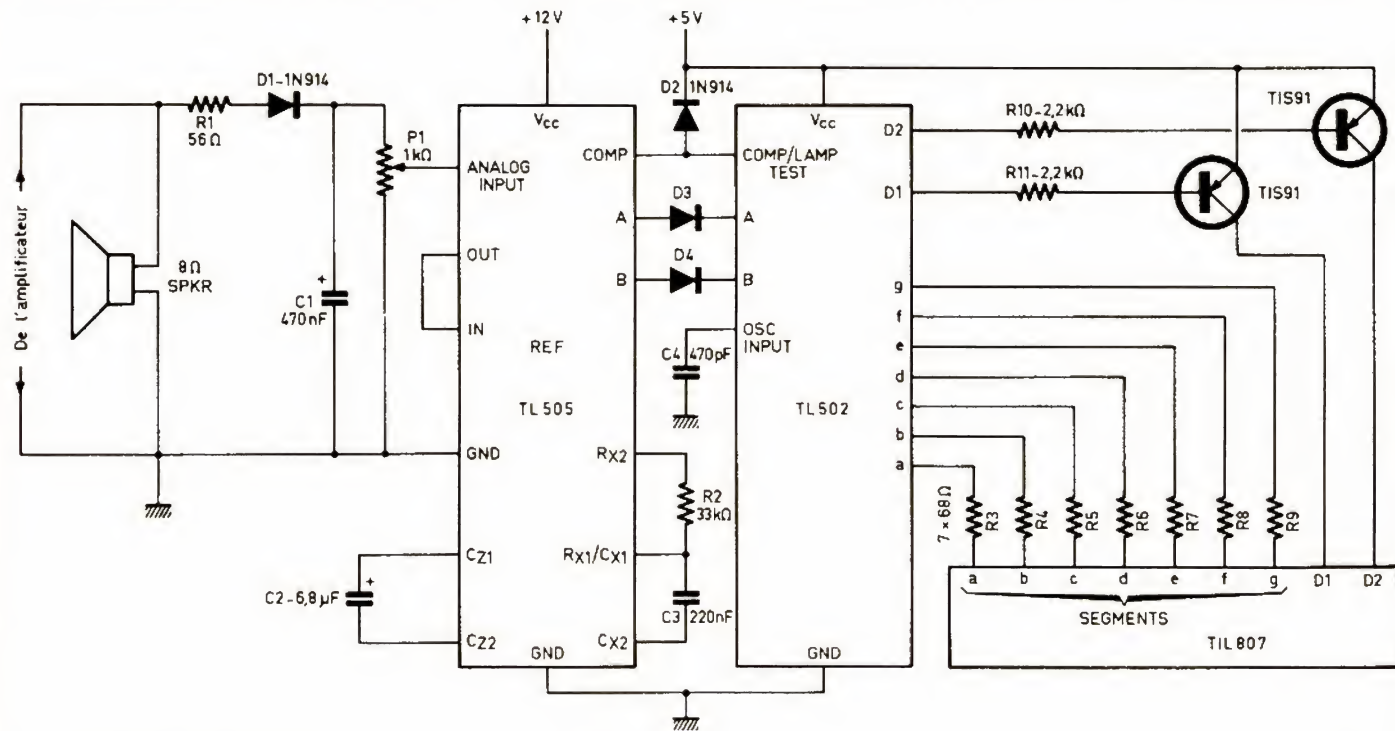 +12V
+5V
D1-1N914
R1
56Ω
P1
1kΩ
De l'amplificateur
8Ω
SPKR
+
C1
470nF
VCC
ANALOG
INPUT
OUT
IN
REF
TL505
GND
CZ1
CZ2
C2-6,8µF
+
COMP
A
B
RX2
RX1/CX1
CX2
GND
D2 1N914
D3
D4
C4 470pF
R2
33kΩ
C3 220nF
VCC
COMP/LAMP
TEST
A
B
OSC
INPUT
TL502
GND
D2
D1
g
f
e
d
c
b
a
R10-2,2kΩ
R11-2,2kΩ
TIS91
TIS91
7×68Ω
R3
R4
R5
R6
R7
R8
R9
a b c d e f g D1 D2
SEGMENTS
TIL807